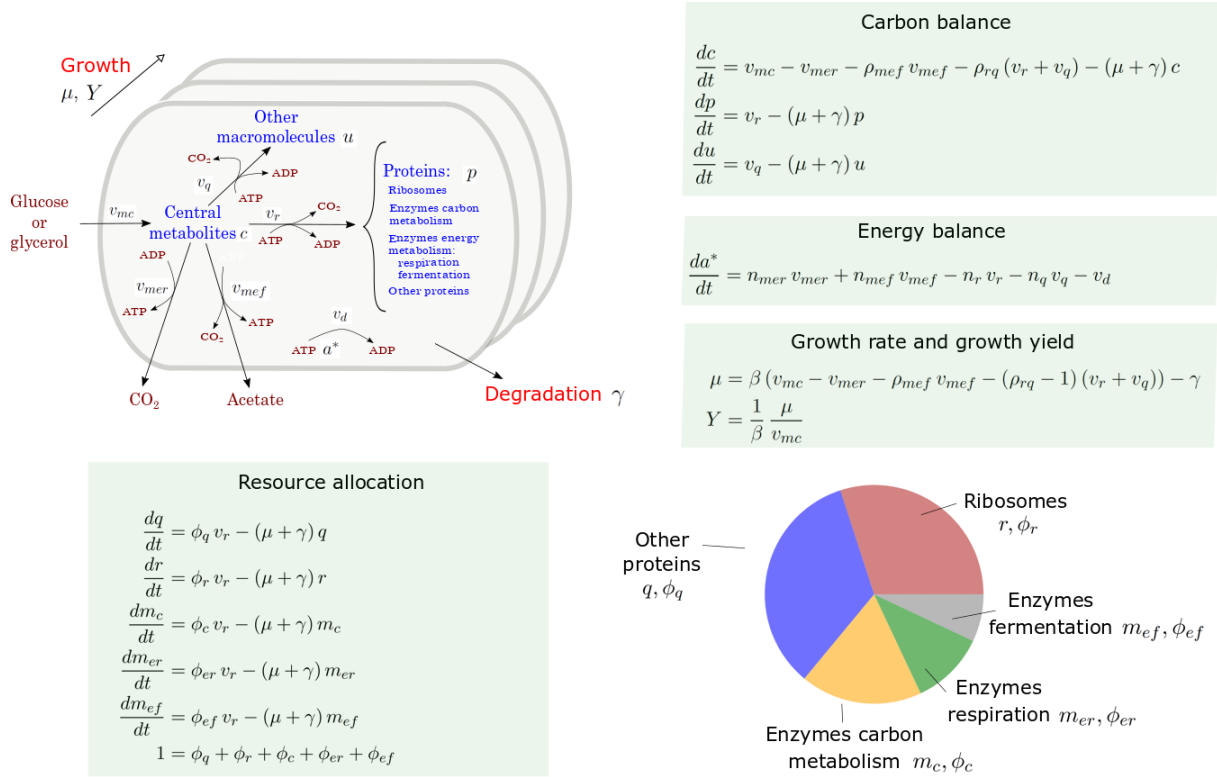 Growth
μ, Y
Other
macromolecules u
CO₂
ADP
v_q
ATP
Glucose
or
glycerol
v_mc
Central
metabolites c
v_r
CO₂
ATP
ADP
Proteins: p
Ribosomes
Enzymes carbon
metabolism
Enzymes energy
metabolism:
respiration
fermentation
Other proteins
ADP
ADP
v_mer
v_mef
ATP
ATP
CO₂
v_d
ATP a*
ADP
CO₂
Acetate
Degradation γ
Carbon balance
dc/dt = v_mc − v_mer − ρ_mef v_mef − ρ_rq (v_r + v_q) − (μ + γ) c
dp/dt = v_r − (μ + γ) p
du/dt = v_q − (μ + γ) u
Energy balance
da*/dt = n_mer v_mer + n_mef v_mef − n_r v_r − n_q v_q − v_d
Growth rate and growth yield
μ = β (v_mc − v_mer − ρ_mef v_mef − (ρ_rq − 1) (v_r + v_q)) − γ
Y = 1/β μ/v_mc
Resource allocation
dq/dt = ϕ_q v_r − (μ + γ) q
dr/dt = ϕ_r v_r − (μ + γ) r
dm_c/dt = ϕ_c v_r − (μ + γ) m_c
dm_er/dt = ϕ_er v_r − (μ + γ) m_er
dm_ef/dt = ϕ_ef v_r − (μ + γ) m_ef
1 = ϕ_q + ϕ_r + ϕ_c + ϕ_er + ϕ_ef
Other
proteins
q, ϕ_q
Ribosomes
r, ϕ_r
Enzymes
fermentation m_ef, ϕ_ef
Enzymes
respiration m_er, ϕ_er
Enzymes carbon
metabolism m_c, ϕ_c